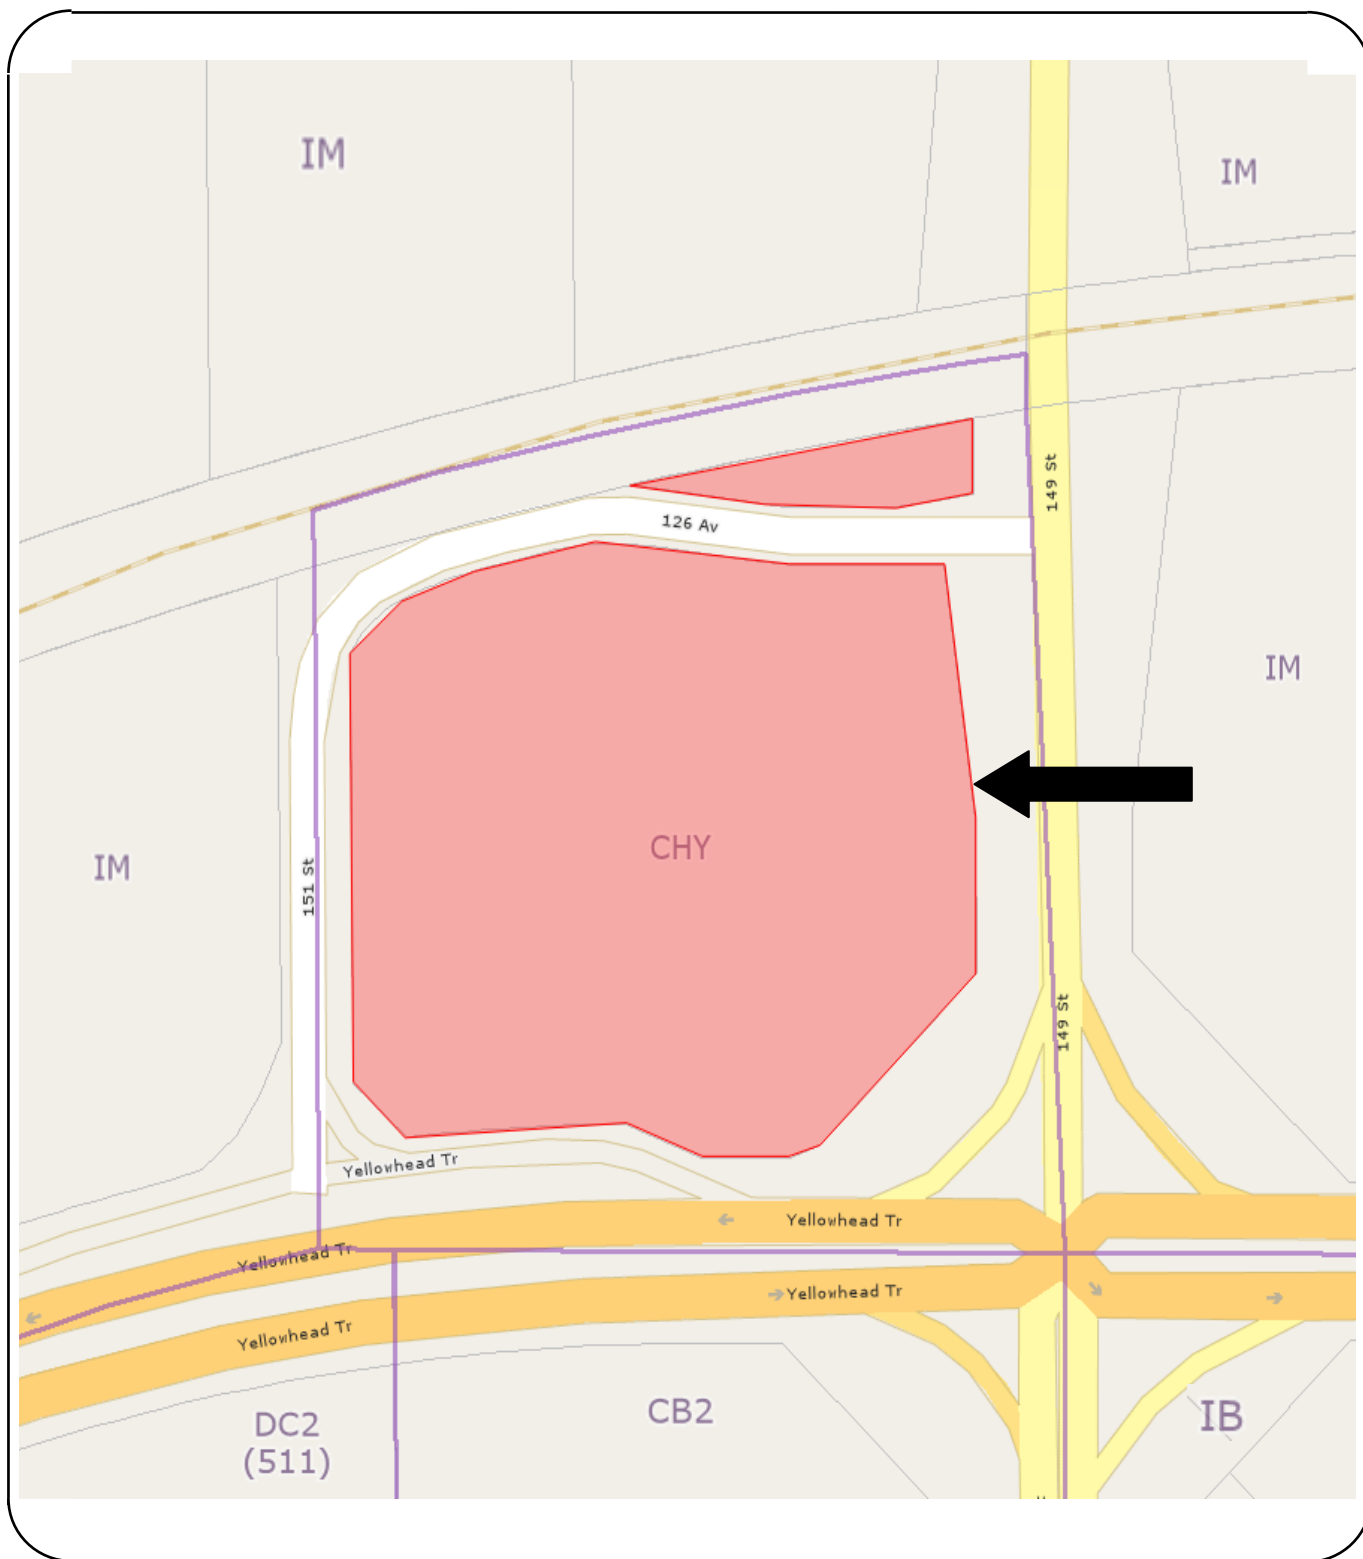 IM
IM
149 St
126 Av
IM
CHY
IM
151 St
149 St
Yellowhead Tr
Yellowhead Tr
Yellowhead Tr
Yellowhead Tr
Yellowhead Tr
CB2
IB
DC2
(511)